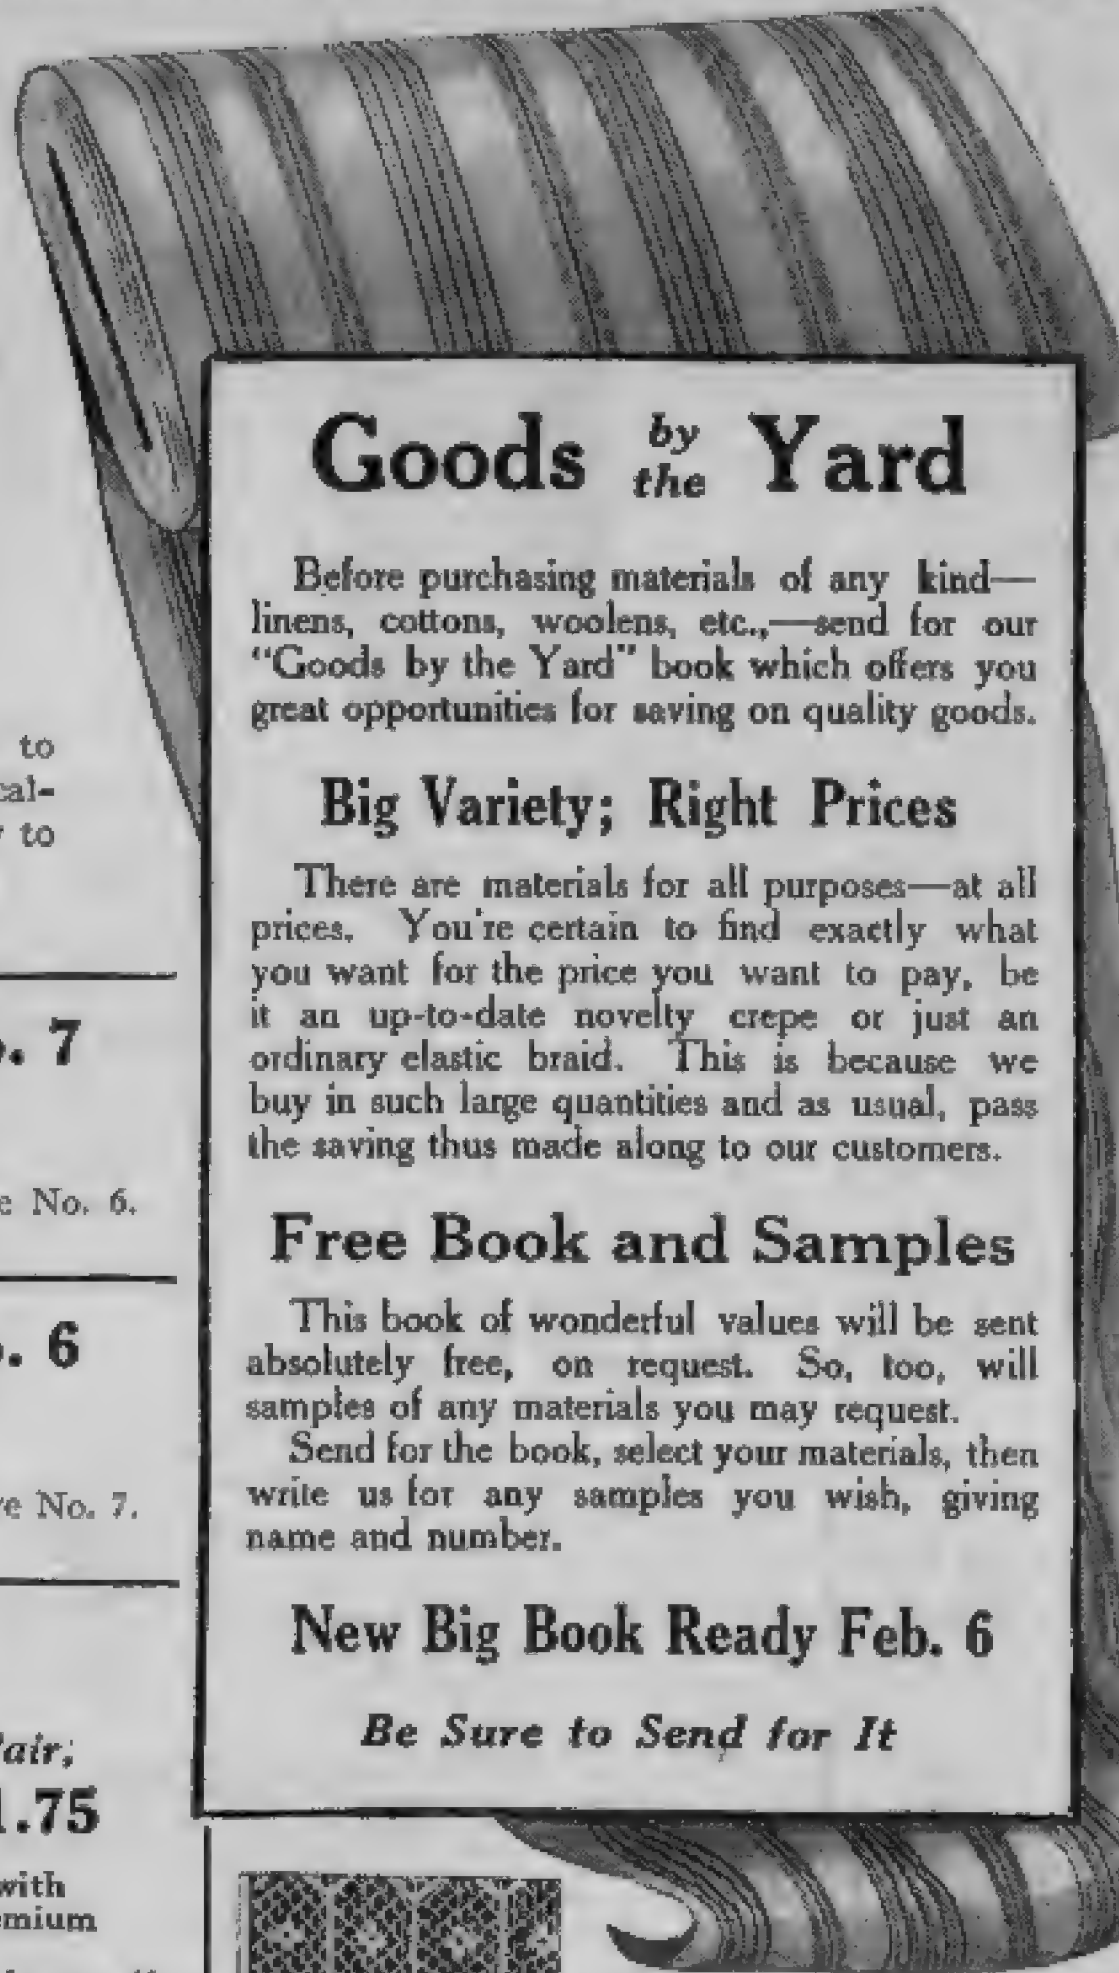 Goods by the Yard
Before purchasing materials of any kind—
linens, cottons, woolens, etc.,—send for our
"Goods by the Yard" book which offers you
great opportunities for saving on quality goods.
Big Variety; Right Prices
There are materials for all purposes—at all
prices. You're certain to find exactly what
you want for the price you want to pay, be
it an up-to-date novelty crepe or just an
ordinary elastic braid. This is because we
buy in such large quantities and as usual, pass
the saving thus made along to our customers.
Free Book and Samples
This book of wonderful values will be sent
absolutely free, on request. So, too, will
samples of any materials you may request.
Send for the book, select your materials, then
write us for any samples you wish, giving
name and number.
New Big Book Ready Feb. 6
Be Sure to Send for It
to
to
7
No. 6.
6
No. 7.
.75
with